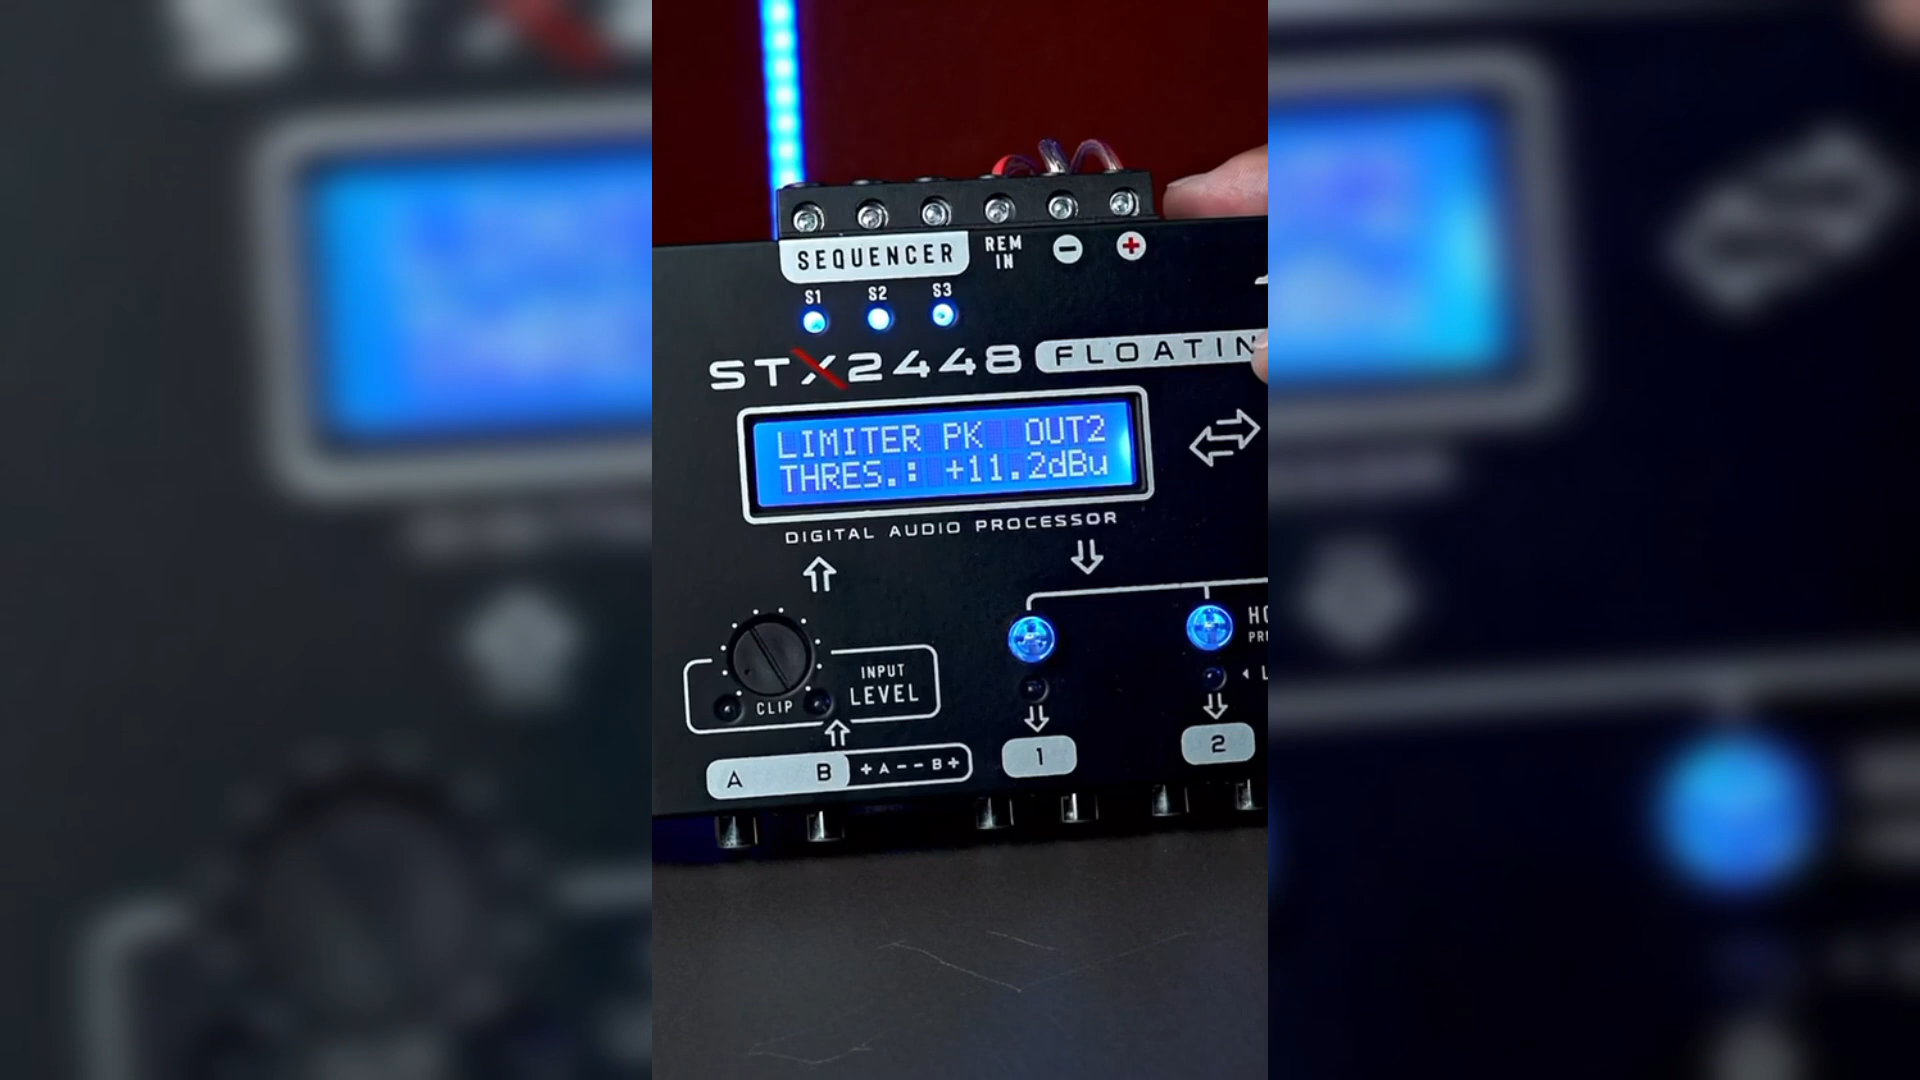 SEQUENCER
REM
IN
S1 S2 S3
STX2448
LIMITER PK OUT2
THRES.: +11.2dBu
DIGITAL AUDIO PROCESSOR
INPUT
LEVEL
CLIP
A B +A--B+
1
2